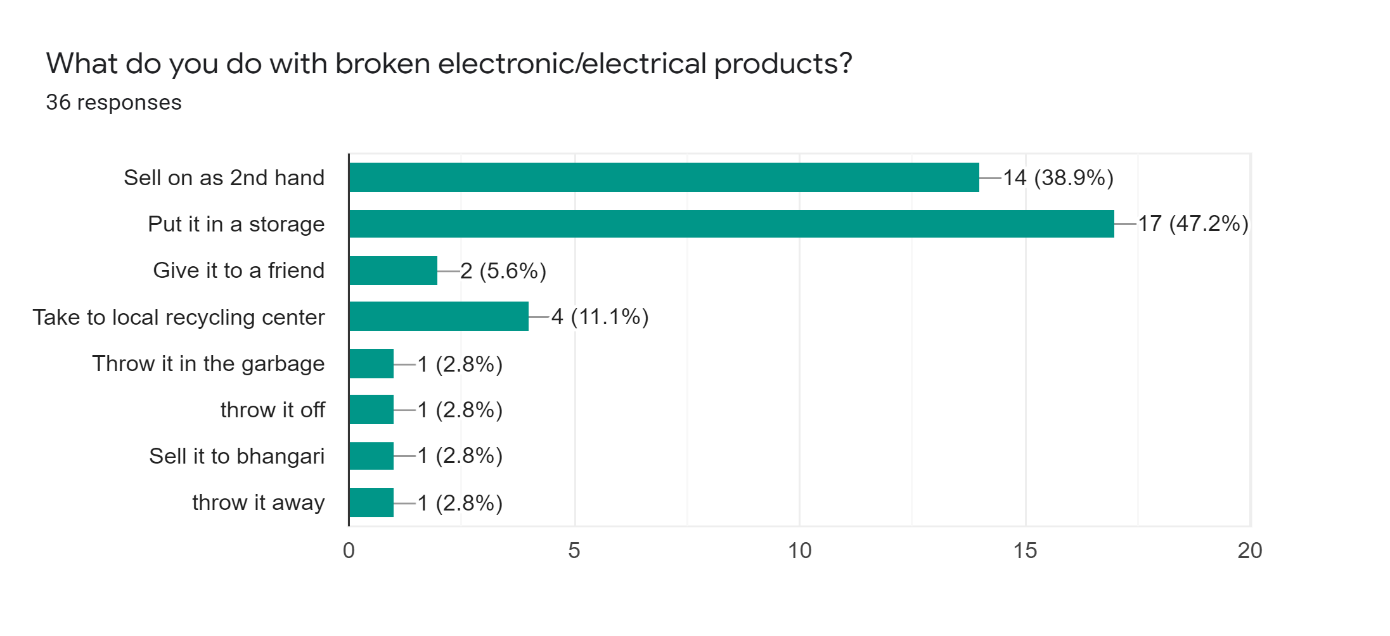 What do you do with broken electronic/electrical products?
36 responses
Sell on as 2nd hand 14 (38.9%)
Put it in a storage 17 (47.2%)
Give it to a friend 2 (5.6%)
Take to local recycling center 4 (11.1%)
Throw it in the garbage 1 (2.8%)
throw it off 1 (2.8%)
Sell it to bhangari 1 (2.8%)
throw it away 1 (2.8%)
0 5 10 15 20